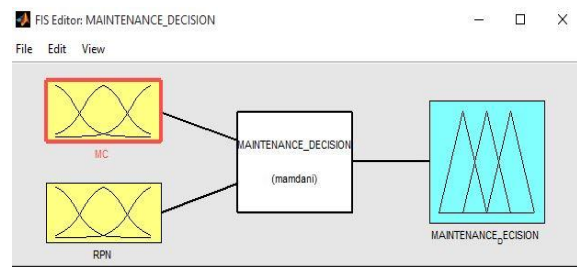 FIS Editor: MAINTENANCE_DECISION
File Edit View
MC
RPN
MAINTENANCE_DECISION
(mamdani)
MAINTENANCE_DECISION